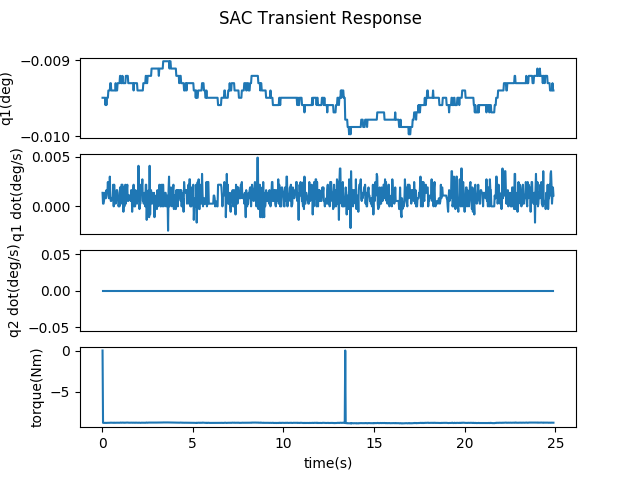 SAC Transient Response
−0.009
−0.010
q1(deg)
0.005
0.000
q1 dot(deg/s)
0.05
0.00
−0.05
q2 dot(deg/s)
0
−5
torque(Nm)
0 5 10 15 20 25
time(s)